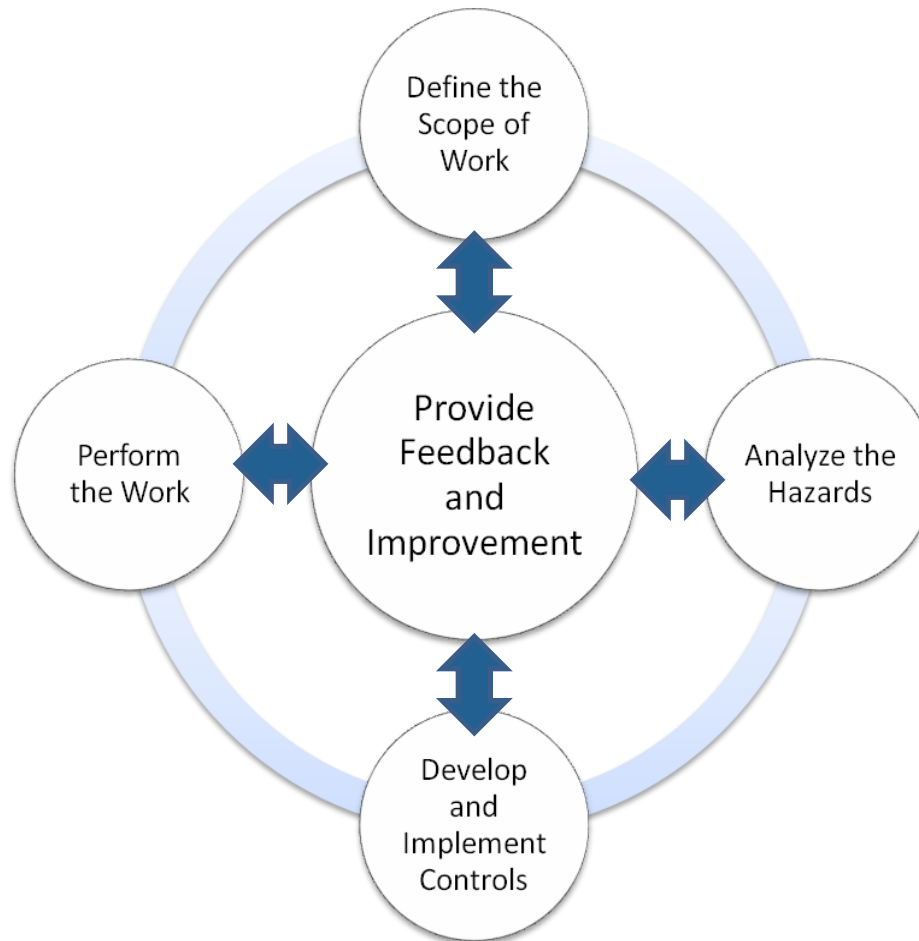 Define the
Scope of
Work
Provide
Feedback
and
Improvement
Perform
the Work
Analyze the
Hazards
Develop
and
Implement
Controls